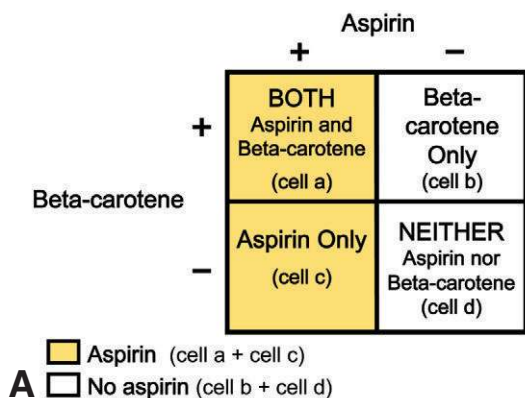 Aspirin
+ −
BOTH
Aspirin and
Beta-carotene
(cell a)
Beta-
carotene
Only
(cell b)
+
Beta-carotene
−
Aspirin Only
(cell c)
NEITHER
Aspirin nor
Beta-carotene
(cell d)
Aspirin (cell a + cell c)
A No aspirin (cell b + cell d)